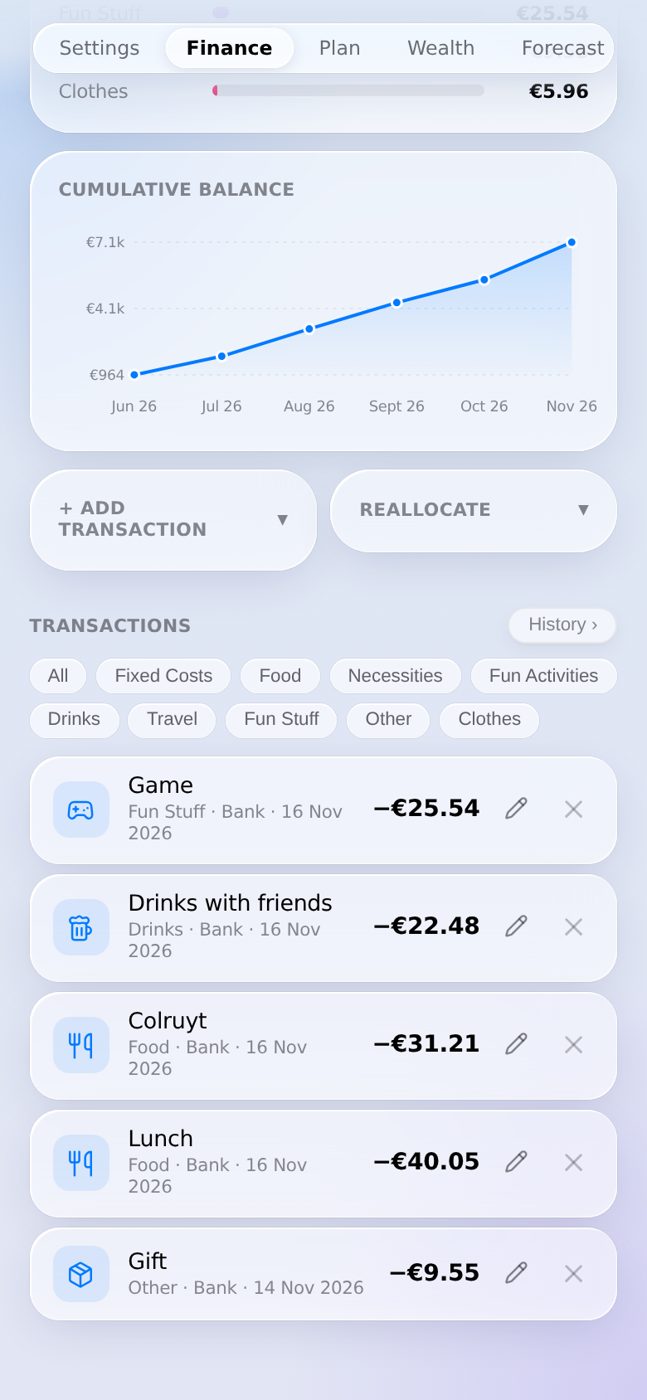 Fun Stuff €25.54
Settings Finance Plan Wealth Forecast
Clothes €5.96
CUMULATIVE BALANCE
€7.1k
€4.1k
€964
Jun 26 Jul 26 Aug 26 Sept 26 Oct 26 Nov 26
+ ADD
TRANSACTION ▼
REALLOCATE ▼
TRANSACTIONS History ›
All Fixed Costs Food Necessities Fun Activities
Drinks Travel Fun Stuff Other Clothes
Game
Fun Stuff · Bank · 16 Nov
2026
−€25.54
Drinks with friends
Drinks · Bank · 16 Nov
2026
−€22.48
Colruyt
Food · Bank · 16 Nov
2026
−€31.21
Lunch
Food · Bank · 16 Nov
2026
−€40.05
Gift
Other · Bank · 14 Nov 2026
−€9.55